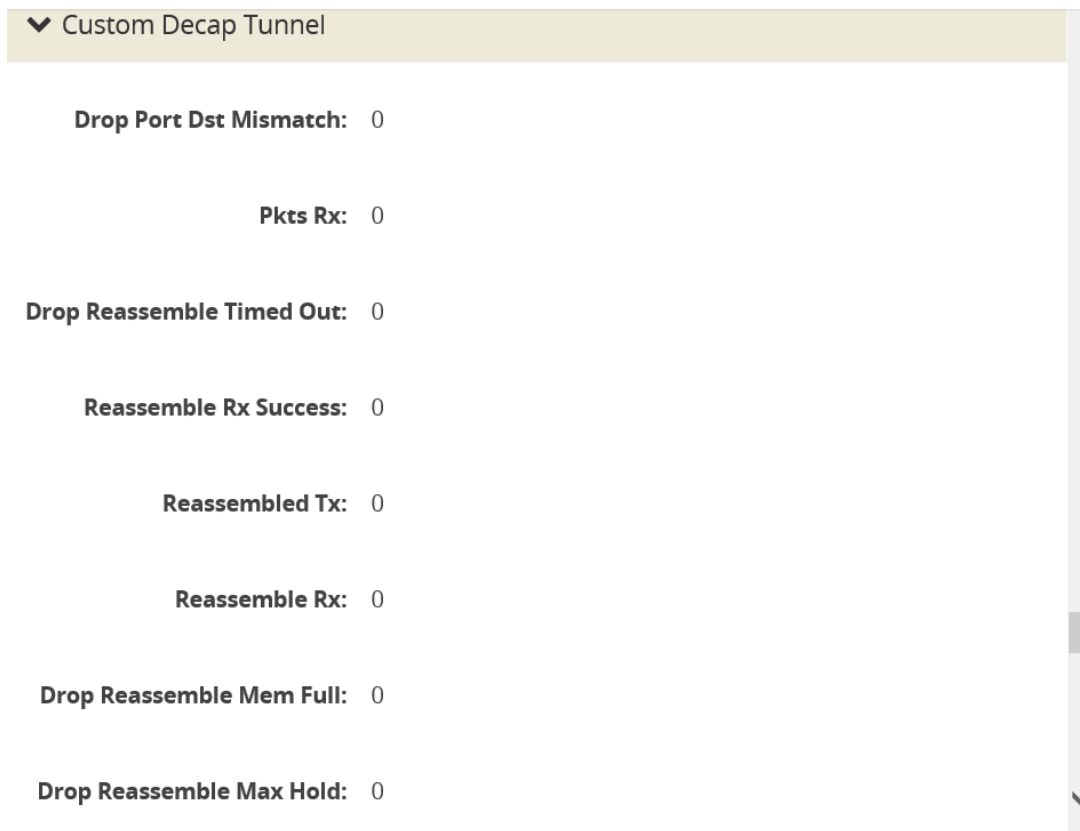 Custom Decap Tunnel
Drop Port Dst Mismatch: 0
Pkts Rx: 0
Drop Reassemble Timed Out: 0
Reassemble Rx Success: 0
Reassembled Tx: 0
Reassemble Rx: 0
Drop Reassemble Mem Full: 0
Drop Reassemble Max Hold: 0